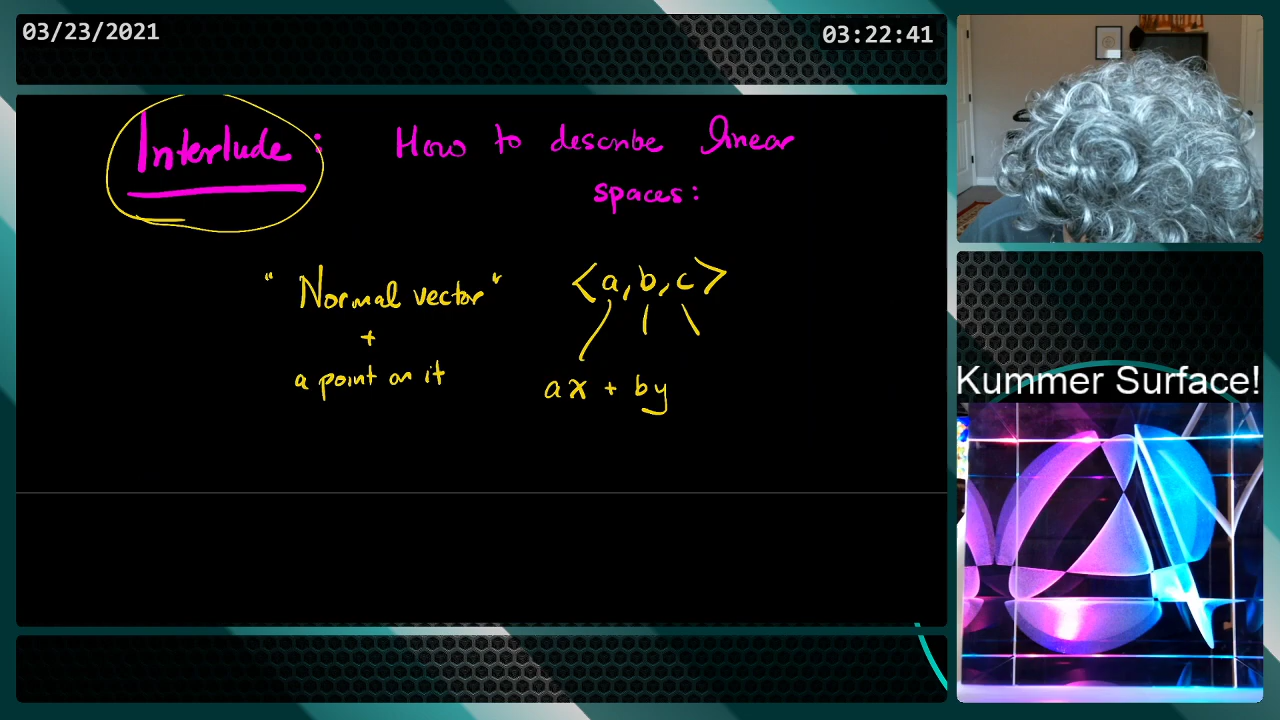 03/23/2021
03:22:41
Interlude: How to describe linear
spaces:
"Normal vector" <a, b, c>
+
a point on it
ax + by
Kummer Surface!